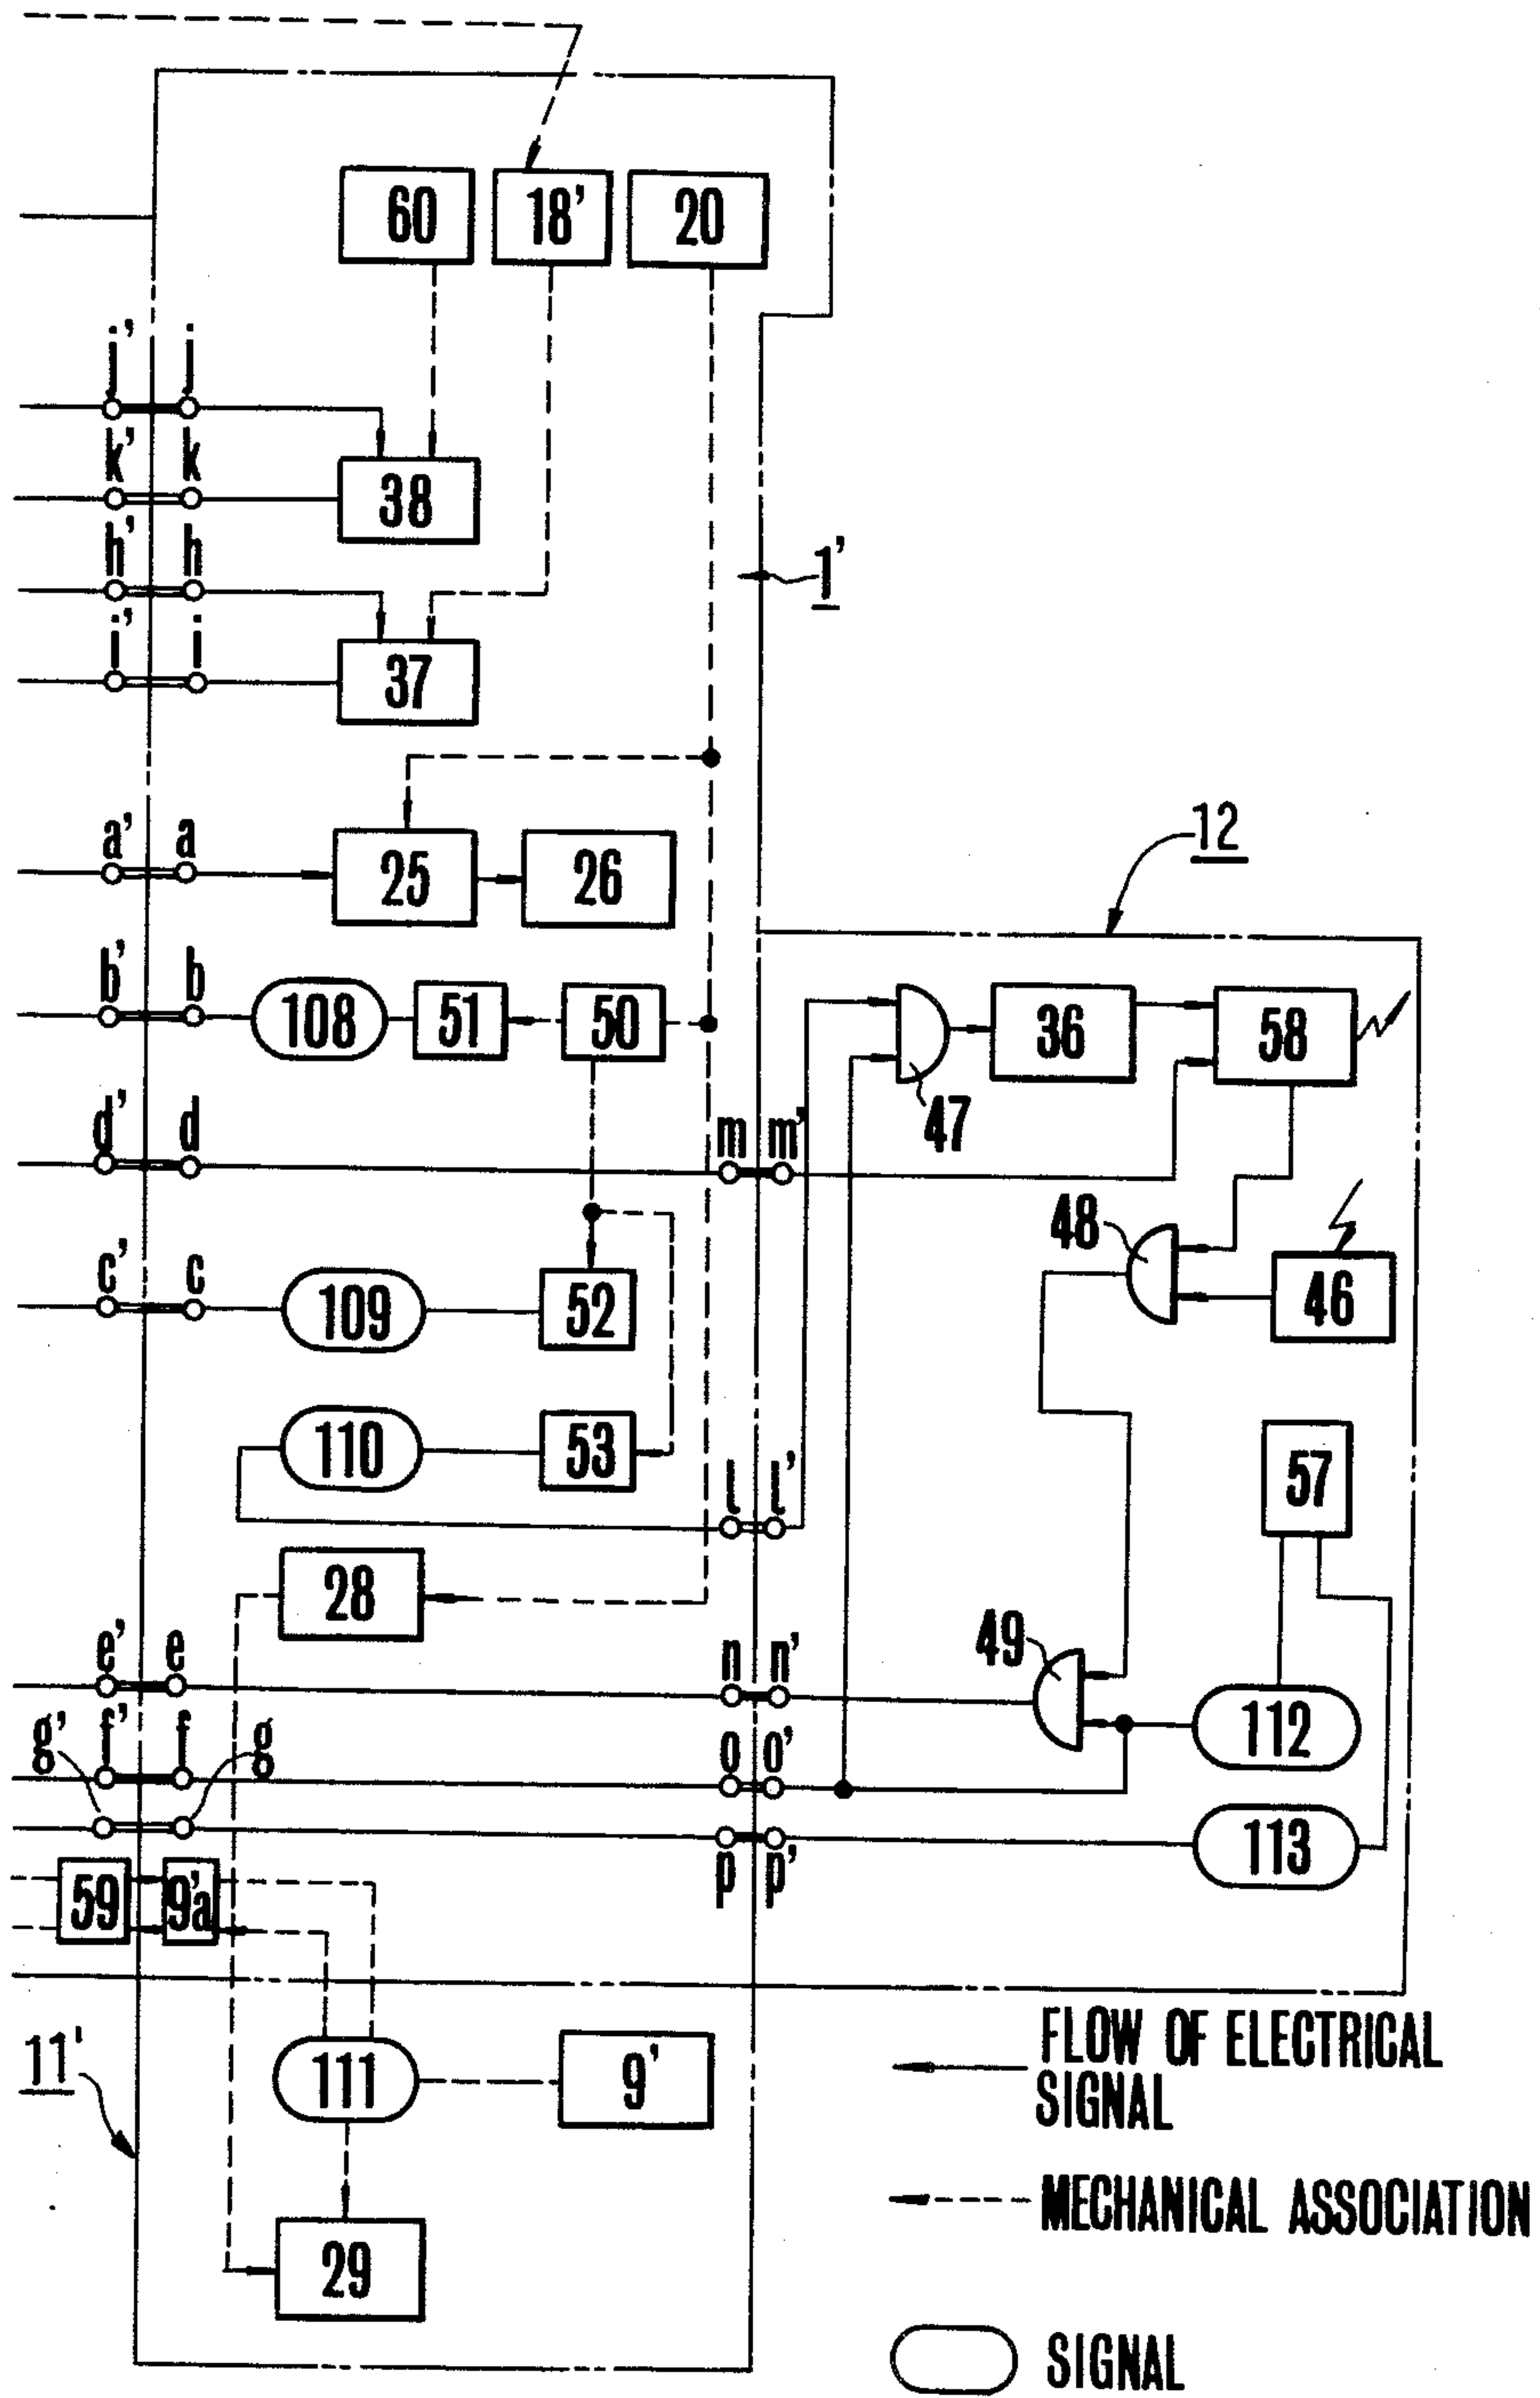 60 18' 20
j' j
k' k
38
h' h
1'
i' i
37
12
a' a
25 26
b' b
108 51 50
36 58
47
d' d
m m'
48
c' c
109 52
46
110 53
l l'
57
28
49
e' e
n n'
112
g' f' f g
o o'
113
p p'
59 9'a
11'
111 9'
FLOW OF ELECTRICAL
SIGNAL
MECHANICAL ASSOCIATION
29
SIGNAL